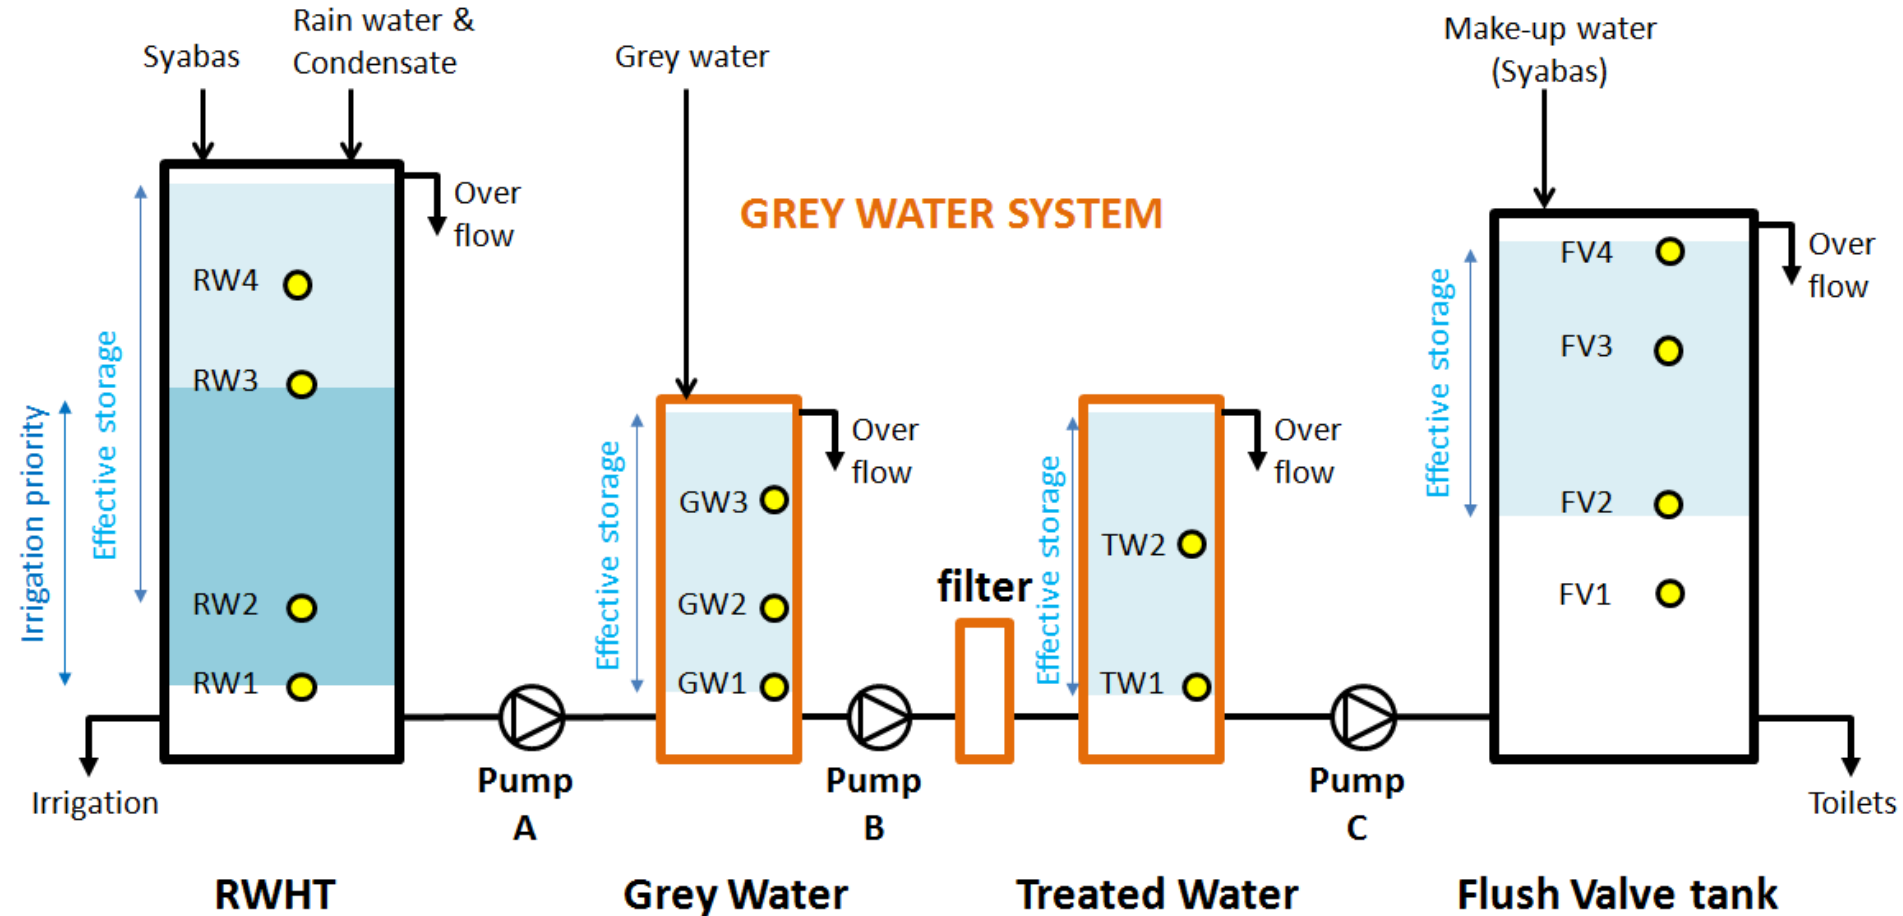 Syabas
Rain water &
Condensate
Grey water
Make-up water
(Syabas)
Over
flow
GREY WATER SYSTEM
Over
flow
RW4
RW3
RW2
RW1
Irrigation priority
Effective storage
Effective storage
GW3
GW2
GW1
Over
flow
filter
Effective storage
TW2
TW1
Over
flow
Effective storage
FV4
FV3
FV2
FV1
Irrigation
Pump
A
Pump
B
Pump
C
Toilets
RWHT
Grey Water
Treated Water
Flush Valve tank